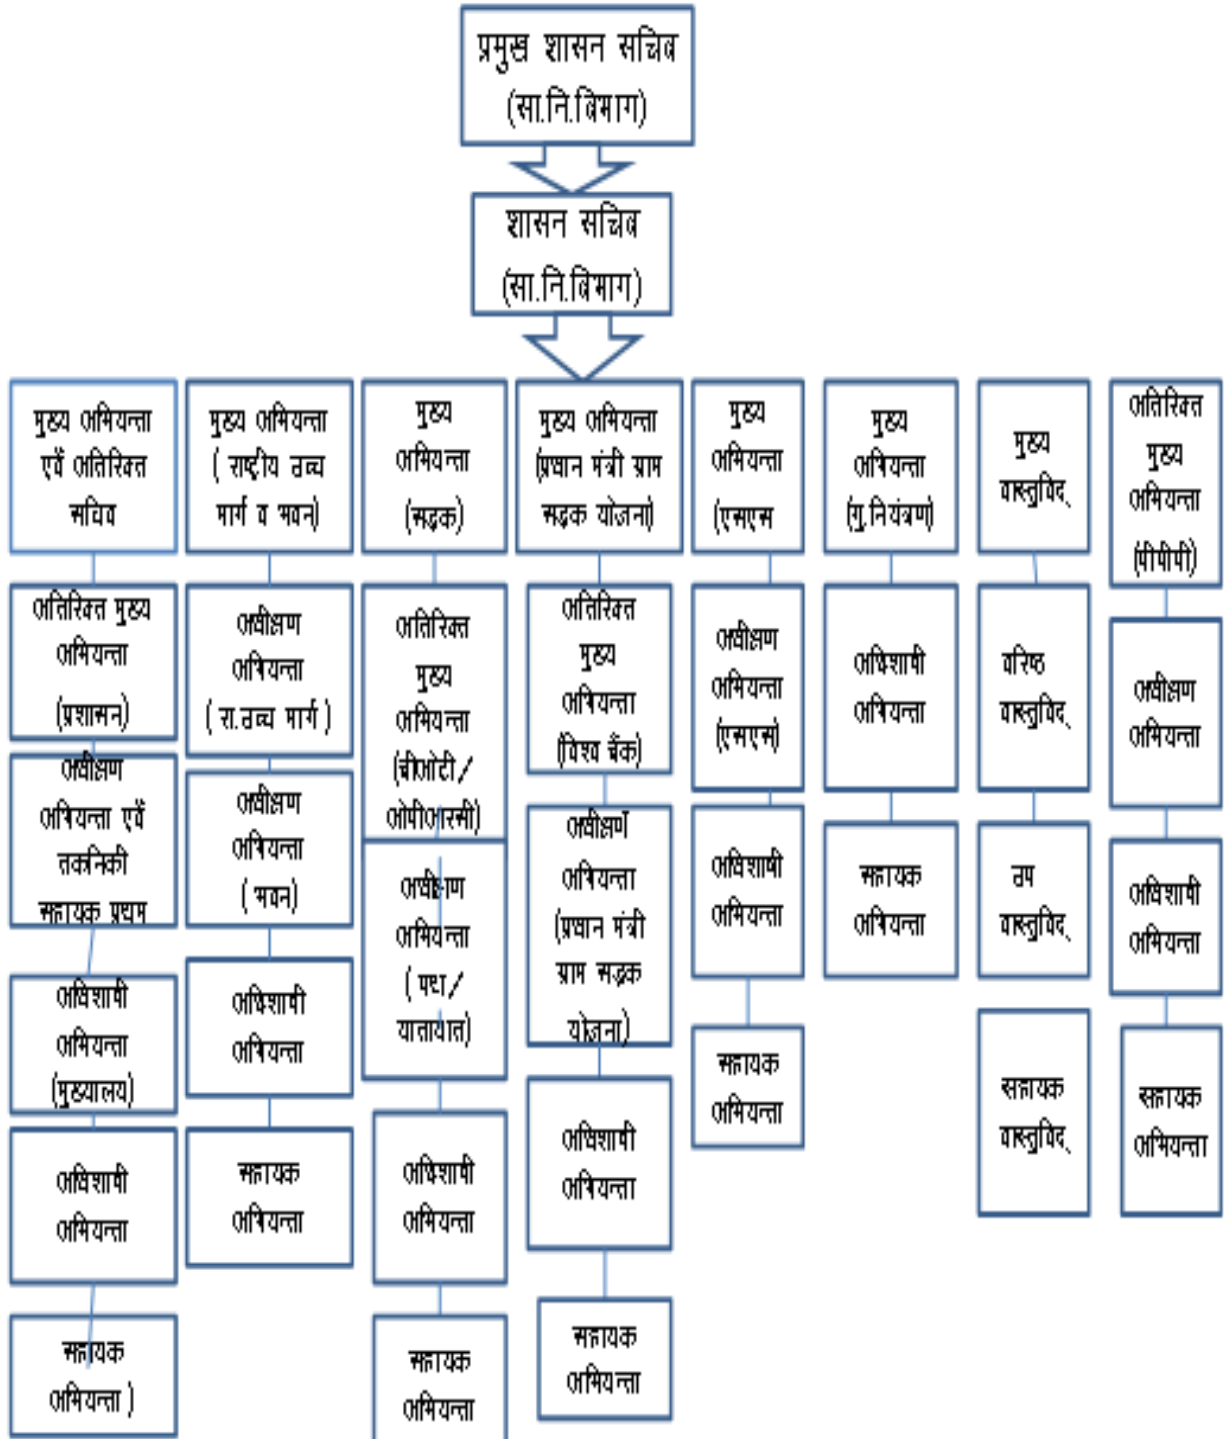 प्रमुख शासन सचिव
(सा.नि.विभाग)
शासन सचिव
(सा.नि.विभाग)
मुख्य अभियन्ता
एवं अतिरिक्त
सचिव
अतिरिक्त मुख्य
अभियन्ता
(प्रशासन)
अधीक्षण
अभियन्ता एवं
तकनिकी
सहायक प्रथम
अधिशाषी
अभियन्ता
(मुख्यालय)
अधिशाषी
अभियन्ता
सहायक
अभियन्ता )
मुख्य अभियन्ता
( राष्ट्रीय उच्च
मार्ग व भवन)
अधीक्षण
अभियन्ता
( रा.उच्च मार्ग )
अधीक्षण
अभियन्ता
( भवन)
अधिशाषी
अभियन्ता
सहायक
अभियन्ता
मुख्य
अभियन्ता
(सड़क)
अतिरिक्त
मुख्य
अभियन्ता
(बीओटी/
ओपीआरसी)
अधीक्षण
अभियन्ता
( पथ/
यातायात)
अधिशाषी
अभियन्ता
सहायक
अभियन्ता
मुख्य अभियन्ता
(प्रधान मंत्री ग्राम
सड़क योजना)
अतिरिक्त
मुख्य
अभियन्ता
(विश्व बैंक)
अधीक्षण
अभियन्ता
(प्रधान मंत्री
ग्राम सड़क
योजना)
अधिशाषी
अभियन्ता
सहायक
अभियन्ता
मुख्य
अभियन्ता
(एसएस
अधीक्षण
अभियन्ता
(एसएस)
अधिशाषी
अभियन्ता
सहायक
अभियन्ता
मुख्य
अभियन्ता
(गु.नियंत्रण)
अधिशाषी
अभियन्ता
सहायक
अभियन्ता
मुख्य
वास्तुविद्
वरिष्ठ
वास्तुविद्
उप
वास्तुविद्
सहायक
वास्तुविद्
अतिरिक्त
मुख्य
अभियन्ता
(पीपीपी)
अधीक्षण
अभियन्ता
अधिशाषी
अभियन्ता
सहायक
अभियन्ता